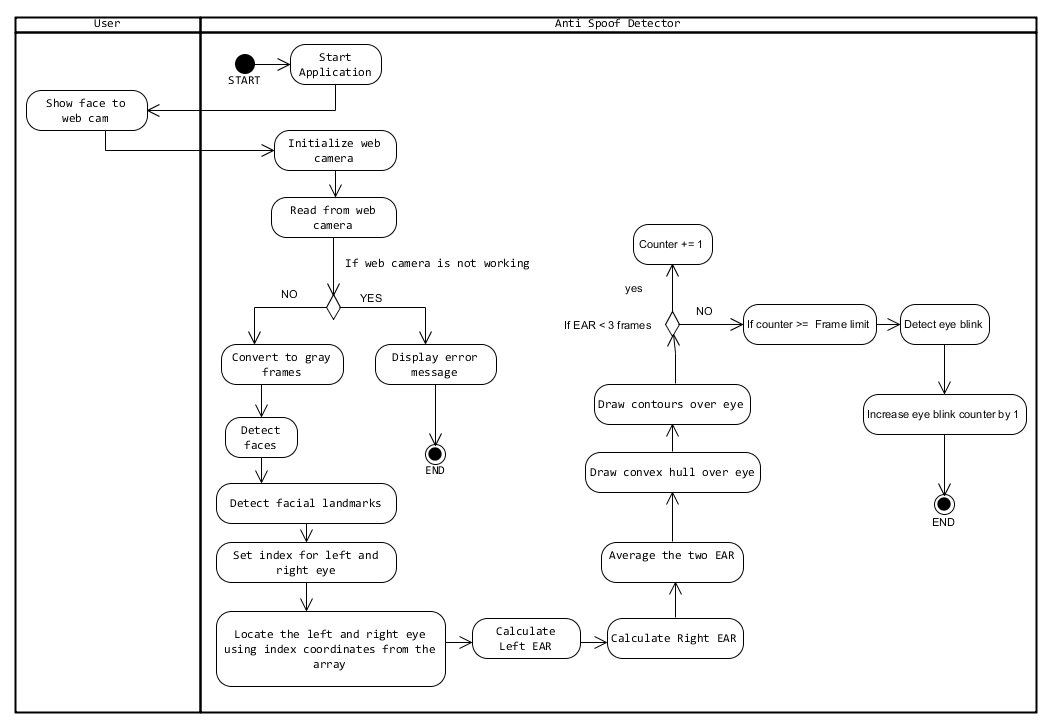 User
Anti Spoof Detector
START
Start
Application
Show face to
web cam
Initialize web
camera
Read from web
camera
If web camera is not working
NO
YES
Convert to gray
frames
Display error
message
Detect
faces
END
Detect facial landmarks
Set index for left and
right eye
Locate the left and right eye
using index coordinates from the
array
Calculate
Left EAR
Calculate Right EAR
Average the two EAR
Draw convex hull over eye
Draw contours over eye
If EAR < 3 frames
yes
Counter += 1
NO
If counter >=  Frame limit
Detect eye blink
Increase eye blink counter by 1
END